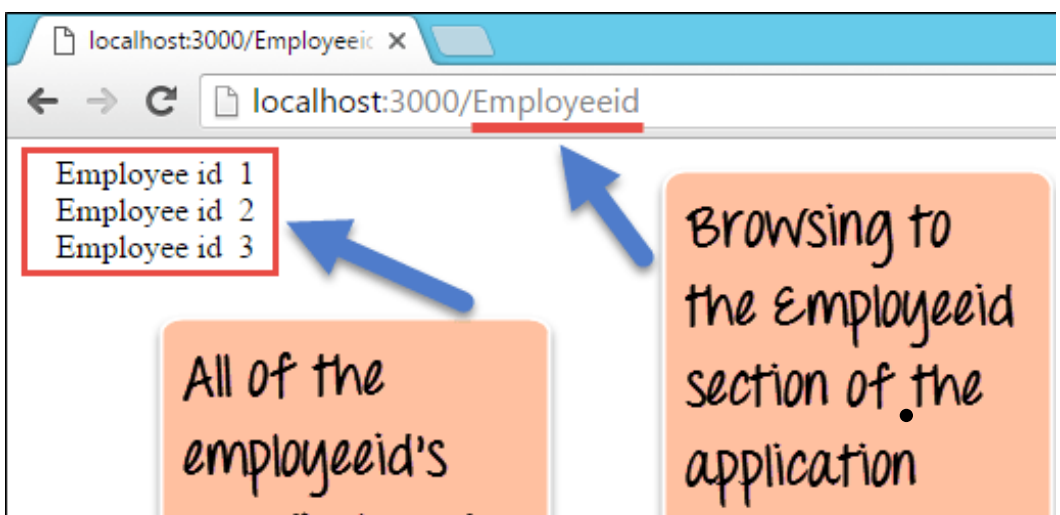 localhost:3000/Employeeic
localhost:3000/Employeeid
Employee id 1
Employee id 2
Employee id 3
Browsing to
the Employeeid
section of the
application
All of the
employeeid's